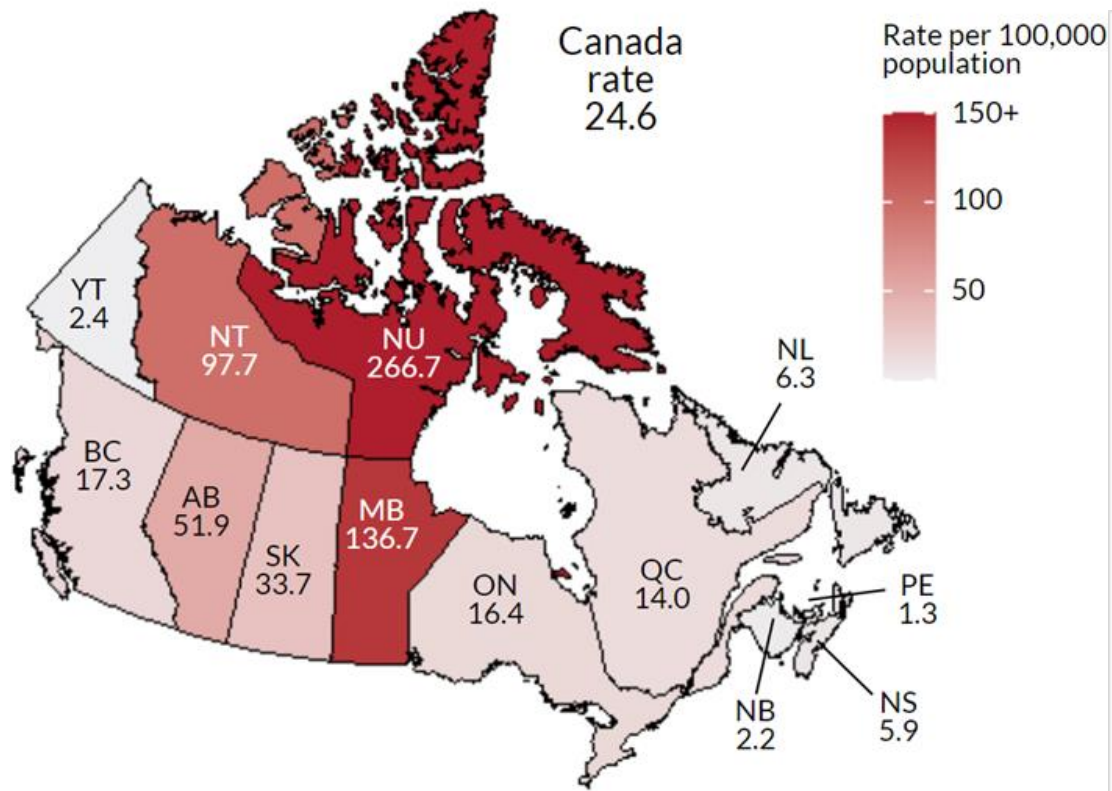 Canada
rate
24.6
Rate per 100,000
population
150+
100
50
YT
2.4
NT
97.7
NU
266.7
NL
6.3
BC
17.3
AB
51.9
SK
33.7
MB
136.7
ON
16.4
QC
14.0
PE
1.3
NB
2.2
NS
5.9